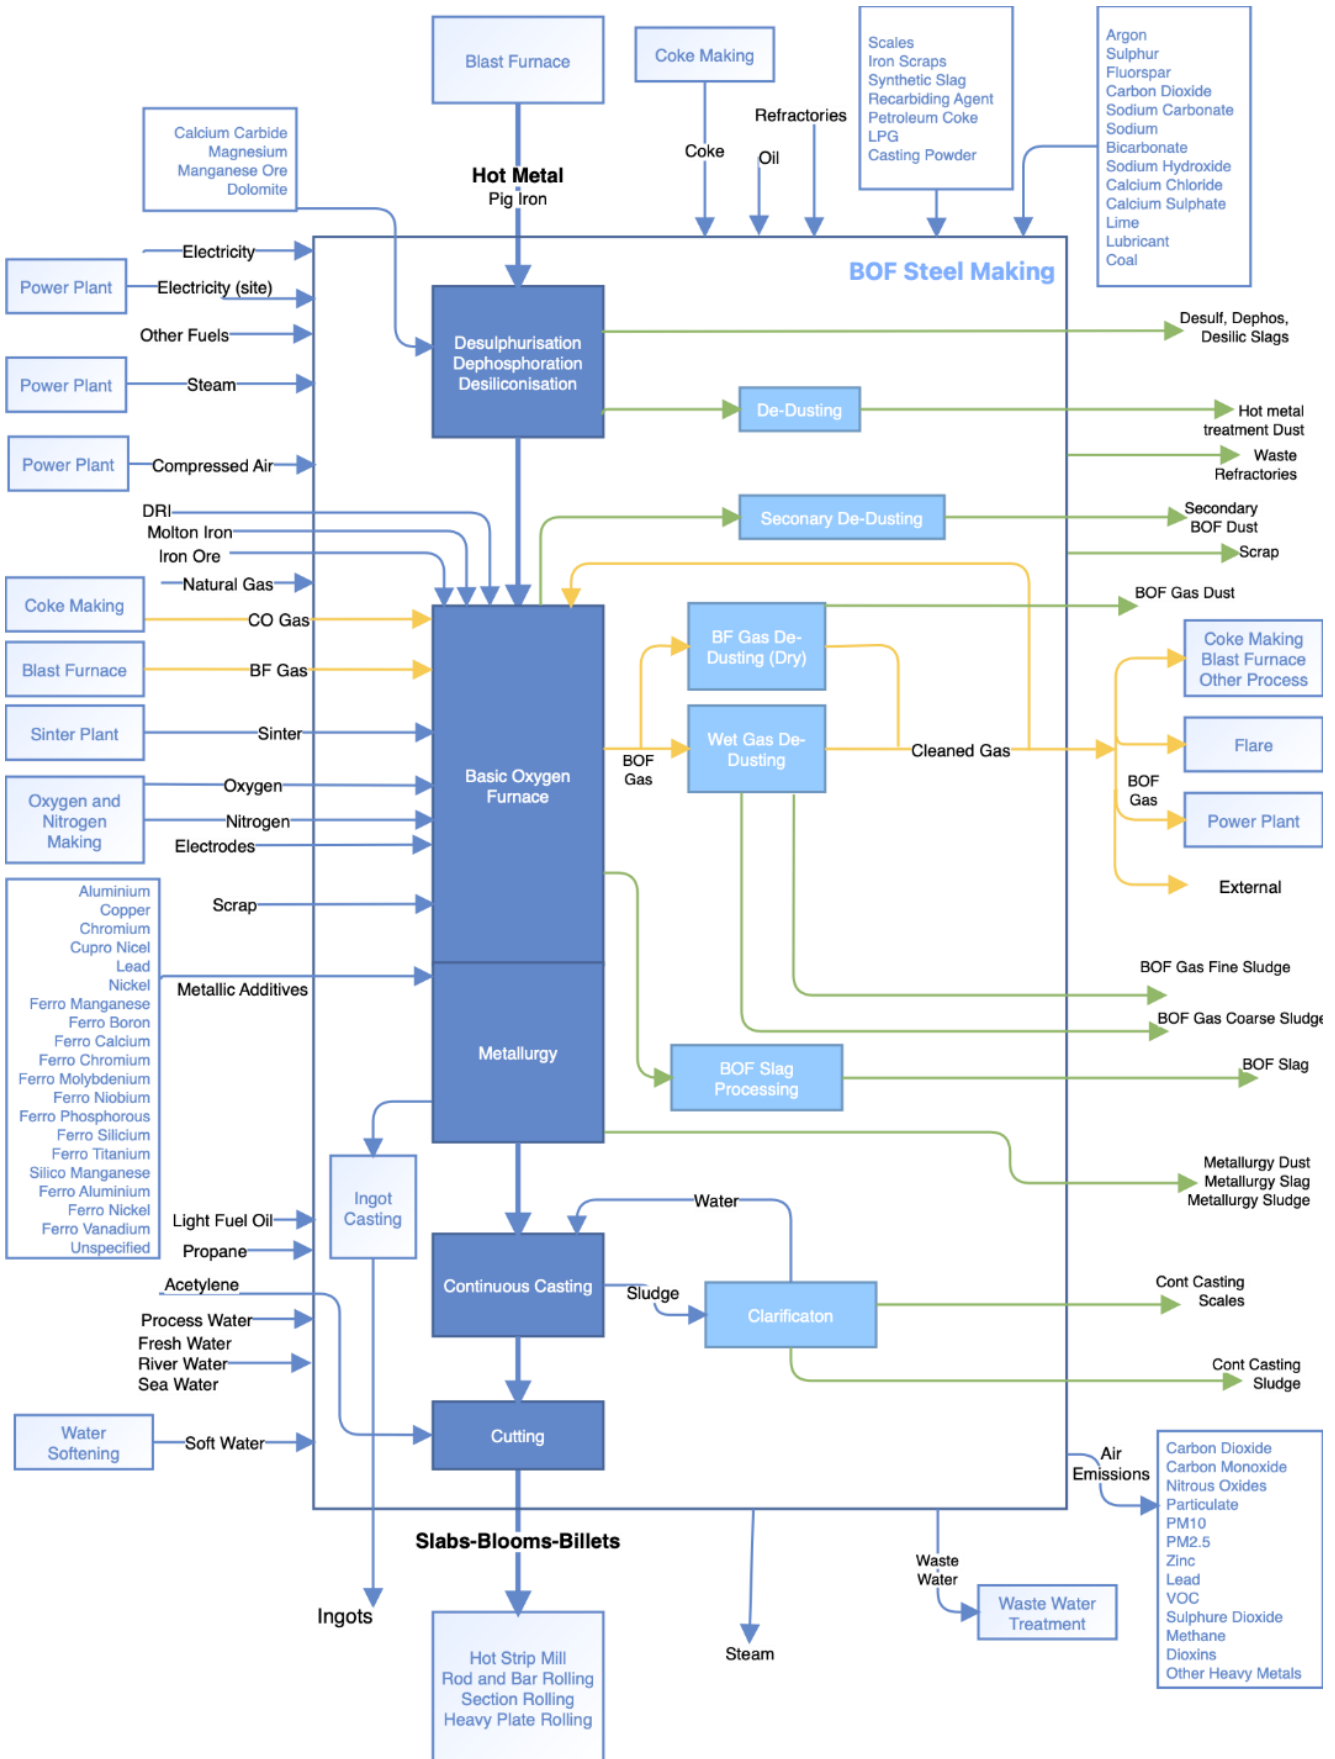 Blast Furnace
Coke Making
Scales
Iron Scraps
Synthetic Slag
Recarbiding Agent
Petroleum Coke
LPG
Casting Powder
Argon
Sulphur
Fluorspar
Carbon Dioxide
Sodium Carbonate
Sodium
Bicarbonate
Sodium Hydroxide
Calcium Chloride
Calcium Sulphate
Lime
Lubricant
Coal
Calcium Carbide
Magnesium
Manganese Ore
Dolomite
Refractories
Coke
Oil
Hot Metal
Pig Iron
BOF Steel Making
Electricity
Power Plant
Electricity (site)
Other Fuels
Power Plant
Steam
Power Plant
Compressed Air
Desulphurisation
Dephosphoration
Desiliconisation
Desulf, Dephos,
Desilic Slags
De-Dusting
Hot metal
treatment Dust
Waste
Refractories
DRI
Molton Iron
Iron Ore
Natural Gas
Seconary De-Dusting
Secondary
BOF Dust
Scrap
Coke Making
CO Gas
Blast Furnace
BF Gas
Sinter Plant
Sinter
Oxygen and
Nitrogen
Making
Oxygen
Nitrogen
Electrodes
Scrap
Basic Oxygen
Furnace
BF Gas De-
Dusting (Dry)
BOF Gas Dust
Wet Gas De-
Dusting
BOF
Gas
Cleaned Gas
Coke Making
Blast Furnace
Other Process
Flare
BOF
Gas
Power Plant
External
Aluminium
Copper
Chromium
Cupro Nicel
Lead
Nickel
Ferro Manganese
Ferro Boron
Ferro Calcium
Ferro Chromium
Ferro Molybdenium
Ferro Niobium
Ferro Phosphorous
Ferro Silicium
Ferro Titanium
Silico Manganese
Ferro Aluminium
Ferro Nickel
Ferro Vanadium
Unspecified
Metallic Additives
Metallurgy
BOF Gas Fine Sludge
BOF Gas Coarse Sludge
BOF Slag
Processing
BOF Slag
Metallurgy Dust
Metallurgy Slag
Metallurgy Sludge
Ingot
Casting
Light Fuel Oil
Propane
Acetylene
Process Water
Fresh Water
River Water
Sea Water
Water
Softening
Soft Water
Water
Continuous Casting
Sludge
Clarificaton
Cont Casting
Scales
Cont Casting
Sludge
Cutting
Air
Emissions
Carbon Dioxide
Carbon Monoxide
Nitrous Oxides
Particulate
PM10
PM2.5
Zinc
Lead
VOC
Sulphure Dioxide
Methane
Dioxins
Other Heavy Metals
Slabs-Blooms-Billets
Waste
Water
Waste Water
Treatment
Ingots
Steam
Hot Strip Mill
Rod and Bar Rolling
Section Rolling
Heavy Plate Rolling